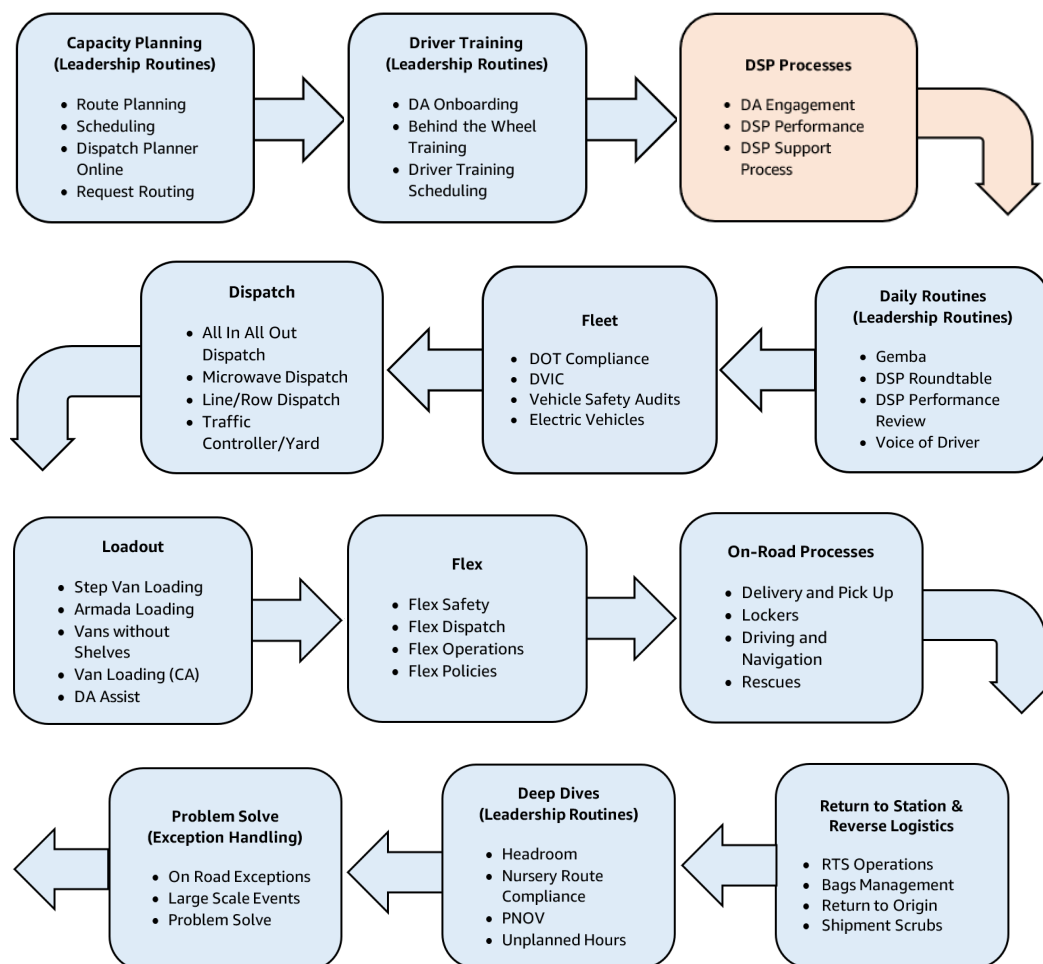 Capacity Planning
(Leadership Routines)
• Route Planning
• Scheduling
• Dispatch Planner
Online
• Request Routing
Driver Training
(Leadership Routines)
• DA Onboarding
• Behind the Wheel
Training
• Driver Training
Scheduling
DSP Processes
• DA Engagement
• DSP Performance
• DSP Support
Process
Daily Routines
(Leadership Routines)
• Gemba
• DSP Roundtable
• DSP Performance
Review
• Voice of Driver
Fleet
• DOT Compliance
• DVIC
• Vehicle Safety Audits
• Electric Vehicles
Dispatch
• All In All Out
Dispatch
• Microwave Dispatch
• Line/Row Dispatch
• Traffic
Controller/Yard
Loadout
• Step Van Loading
• Armada Loading
• Vans without
Shelves
• Van Loading (CA)
• DA Assist
Flex
• Flex Safety
• Flex Dispatch
• Flex Operations
• Flex Policies
On-Road Processes
• Delivery and Pick Up
• Lockers
• Driving and
Navigation
• Rescues
Return to Station &
Reverse Logistics
• RTS Operations
• Bags Management
• Return to Origin
• Shipment Scrubs
Deep Dives
(Leadership Routines)
• Headroom
• Nursery Route
Compliance
• PNOV
• Unplanned Hours
Problem Solve
(Exception Handling)
• On Road Exceptions
• Large Scale Events
• Problem Solve